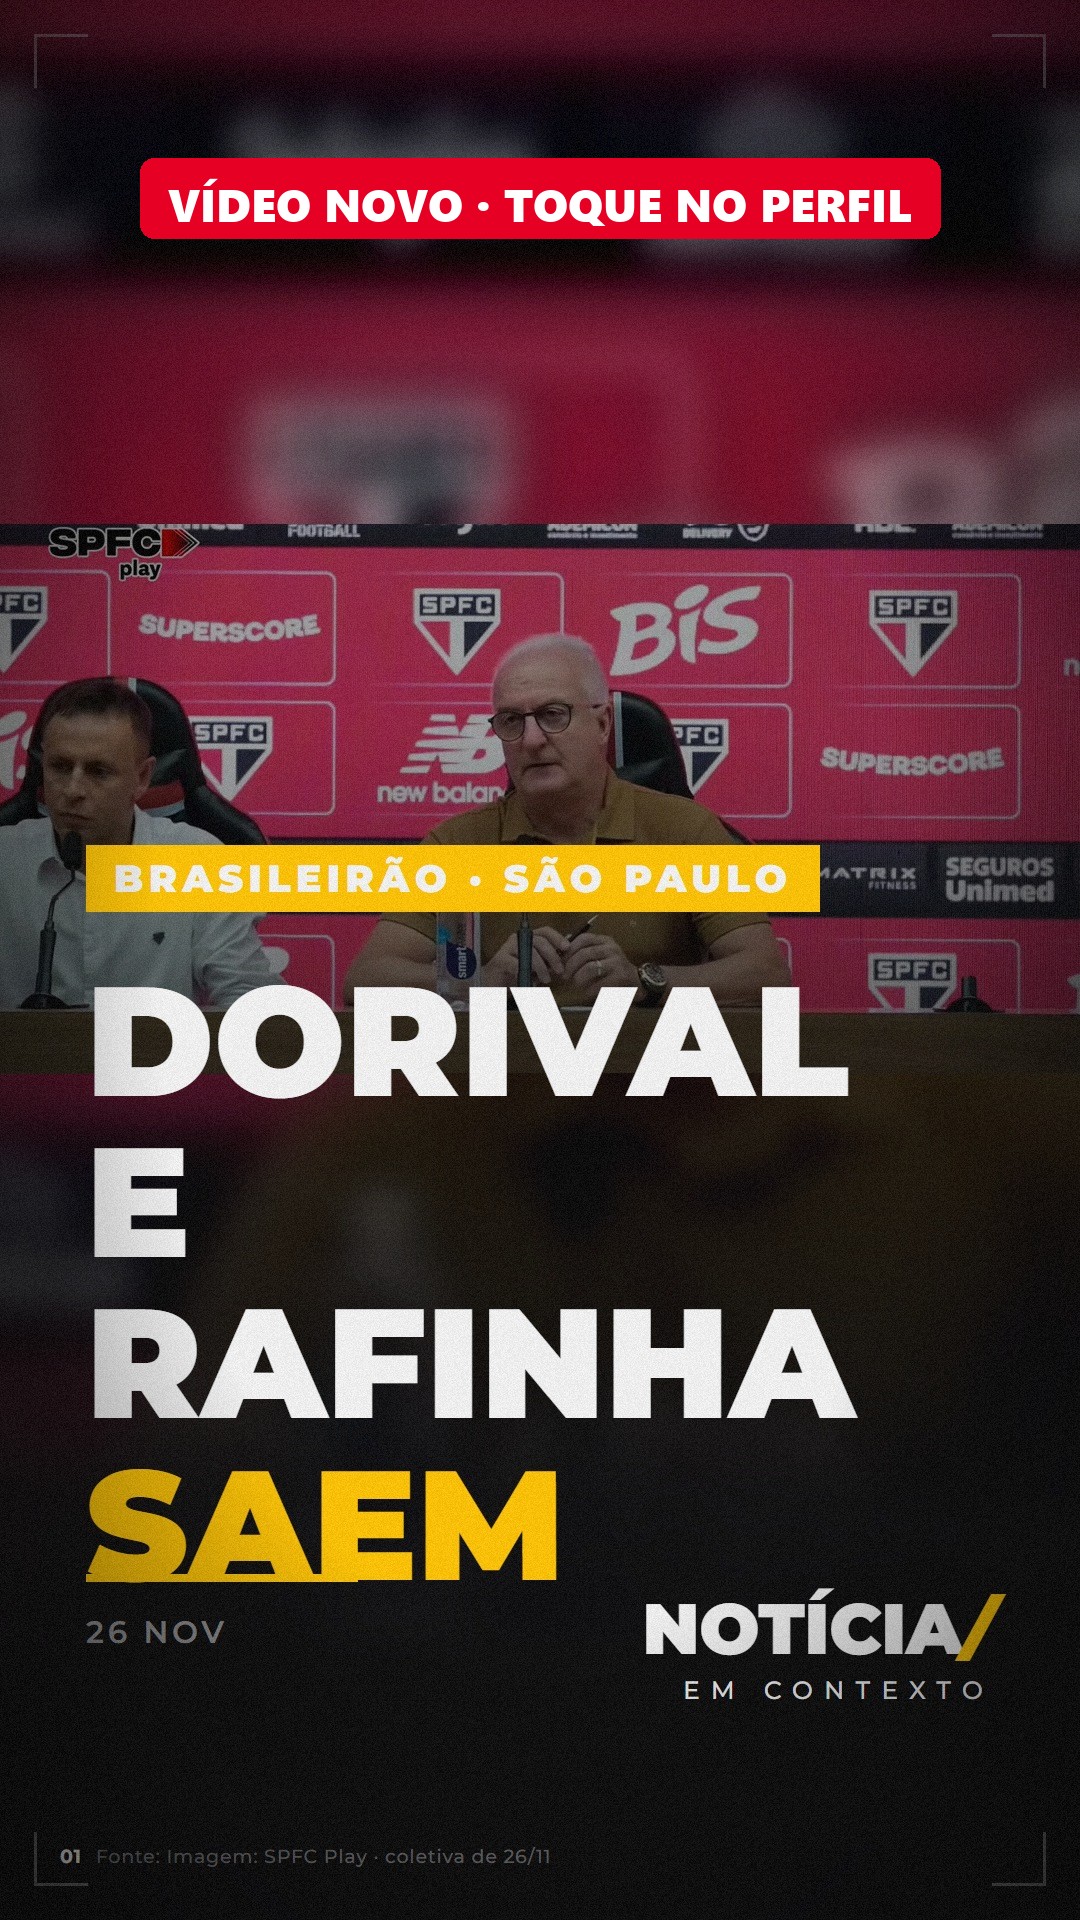 VÍDEO NOVO · TOQUE NO PERFIL
FOOTBALL
DELIVERY
SPFC
play
SPFC
SUPERSCORE
SPFC
BIS
SPFC
SPFC
new balan
SUPERSCORE
BRASILEIRÃO · SÃO PAULO
MATRIX
FITNESS
SEGUROS
Unimed
smart
SPFC
DORIVAL
E
RAFINHA
SAEM
26 NOV
NOTÍCIA/
EM CONTEXTO
01 Fonte: Imagem: SPFC Play · coletiva de 26/11